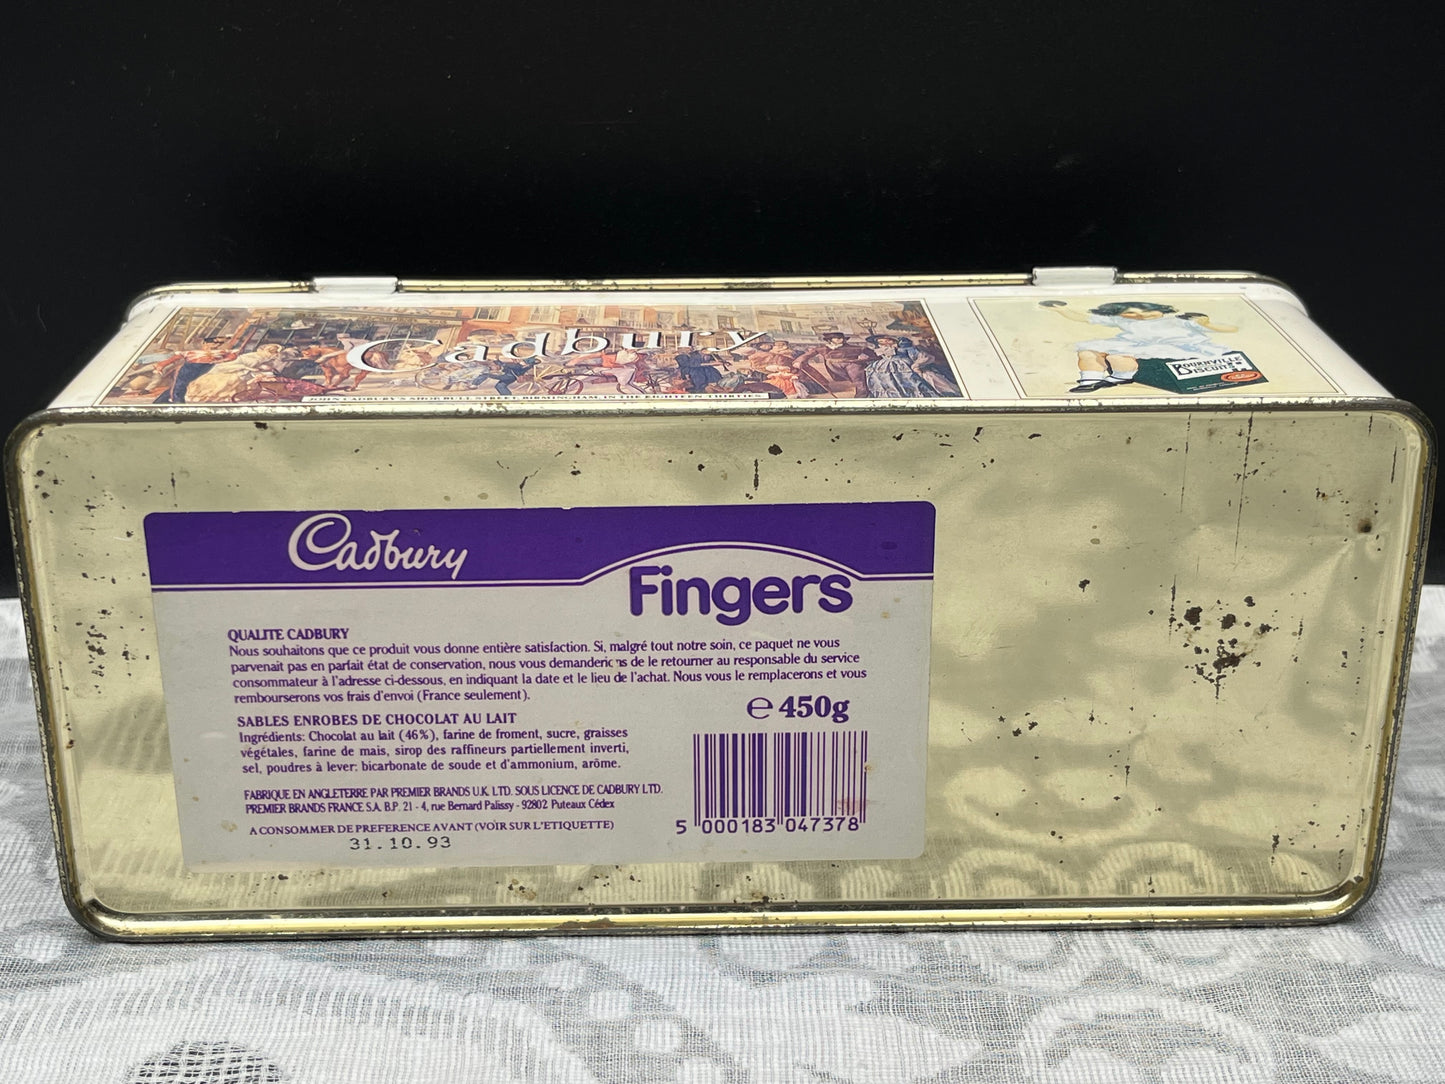 Cadbury
JOHN CADBURY'S SHOP BULL STREET, BIRMINGHAM, IN THE EIGHTEEN THIRTIES
BOURNVILLE
BISCUITS
Cadbury
Fingers
QUALITE CADBURY
Nous souhaitons que ce produit vous donne entière satisfaction. Si, malgré tout notre soin, ce paquet ne vous
parvenait pas en parfait état de conservation, nous vous de le retourner au responsable du service
consommateur à l'adresse ci-dessous, en indiquant la date et le lieu de l'achat. Nous vous le remplacerons et vous
rembourserons vos frais d'envoi (France seulement).
℮ 450g
SABLES ENROBES DE CHOCOLAT AU LAIT
Ingrédients: Chocolat au lait (46%), farine de froment, sucre, graisses
végétales, farine de mais, sirop des raffineurs partiellement inverti,
sel, poudres à lever: bicarbonate de soude et d'ammonium, arôme.
FABRIQUE EN ANGLETERRE PAR PREMIER BRANDS U.K. LTD. SOUS LICENCE DE CADBURY LTD.
PREMIER BRANDS FRANCE S.A. B.P. 21 - 4, rue Bernard Palissy - 92802 Puteaux Cédex
A CONSOMMER DE PREFERENCE AVANT (VOIR SUR L'ETIQUETTE)
31.10.93
5 000183 047378